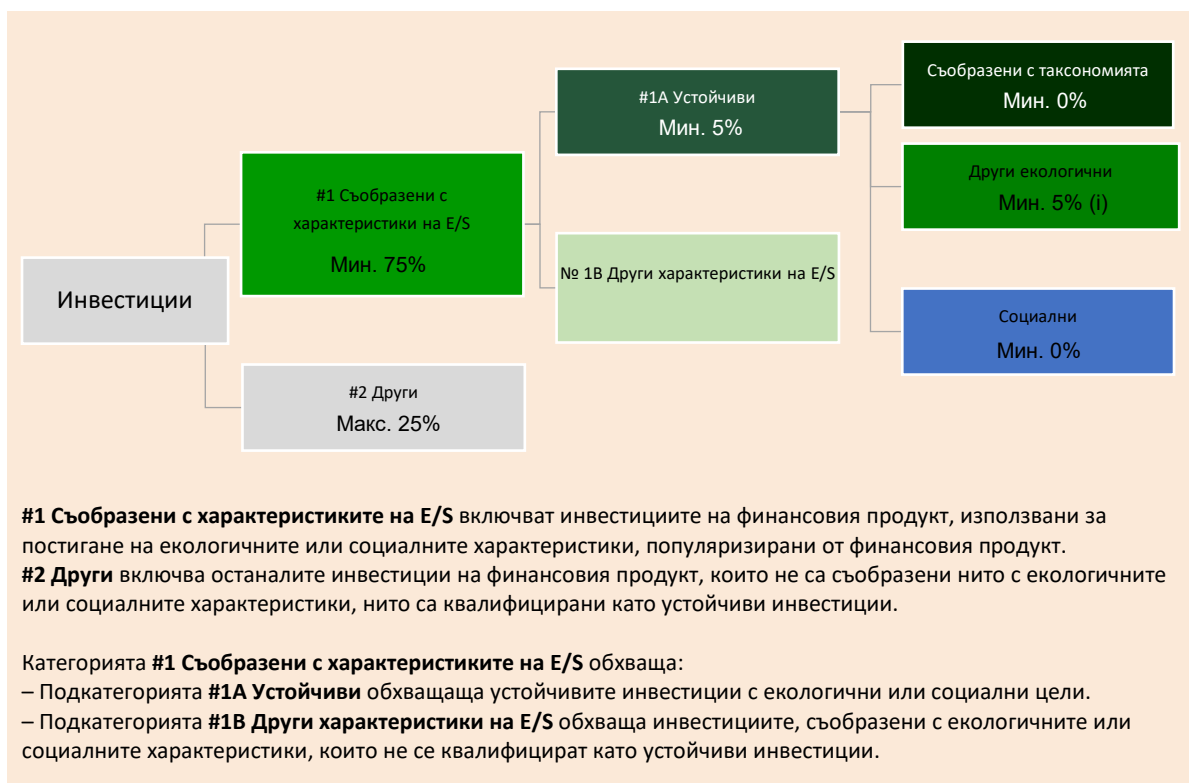 Инвестиции
#1 Съобразени с
характеристики на E/S
Мин. 75%
#2 Други
Макс. 25%
#1A Устойчиви
Мин. 5%
№ 1B Други характеристики на E/S
Съобразени с таксономията
Мин. 0%
Други екологични
Мин. 5% (i)
Социални
Мин. 0%
#1 Съобразени с характеристиките на E/S включват инвестициите на финансовия продукт, използвани за
постигане на екологичните или социалните характеристики, популяризирани от финансовия продукт.
#2 Други включва останалите инвестиции на финансовия продукт, които не са съобразени нито с екологичните
или социалните характеристики, нито са квалифицирани като устойчиви инвестиции.
Категорията #1 Съобразени с характеристиките на E/S обхваща:
– Подкатегорията #1A Устойчиви обхващаща устойчивите инвестиции с екологични или социални цели.
– Подкатегорията #1B Други характеристики на E/S обхваща инвестициите, съобразени с екологичните или
социалните характеристики, които не се квалифицират като устойчиви инвестиции.